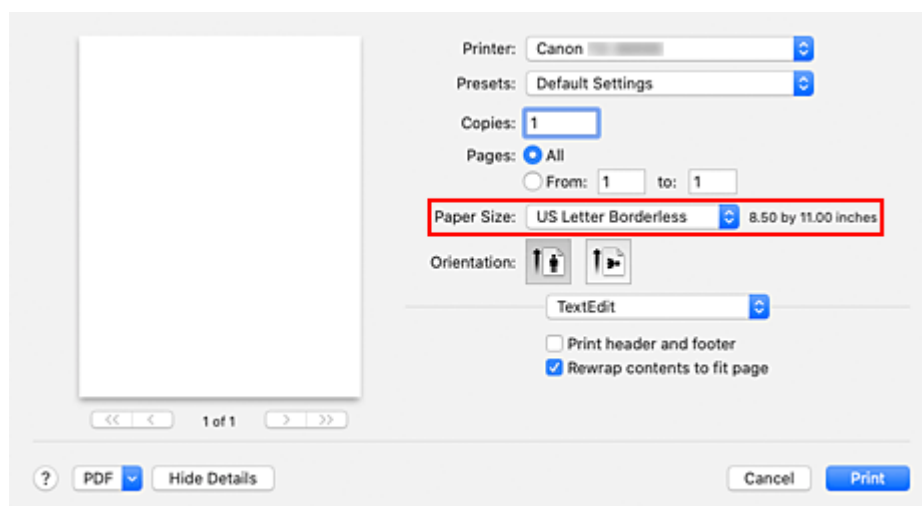 Printer: Canon
Presets: Default Settings
Copies: 1
Pages: All
From: 1 to: 1
Paper Size: US Letter Borderless 8.50 by 11.00 inches
Orientation:
TextEdit
Print header and footer
Rewrap contents to fit page
<< < 1 of 1 > >>
? PDF Hide Details Cancel Print